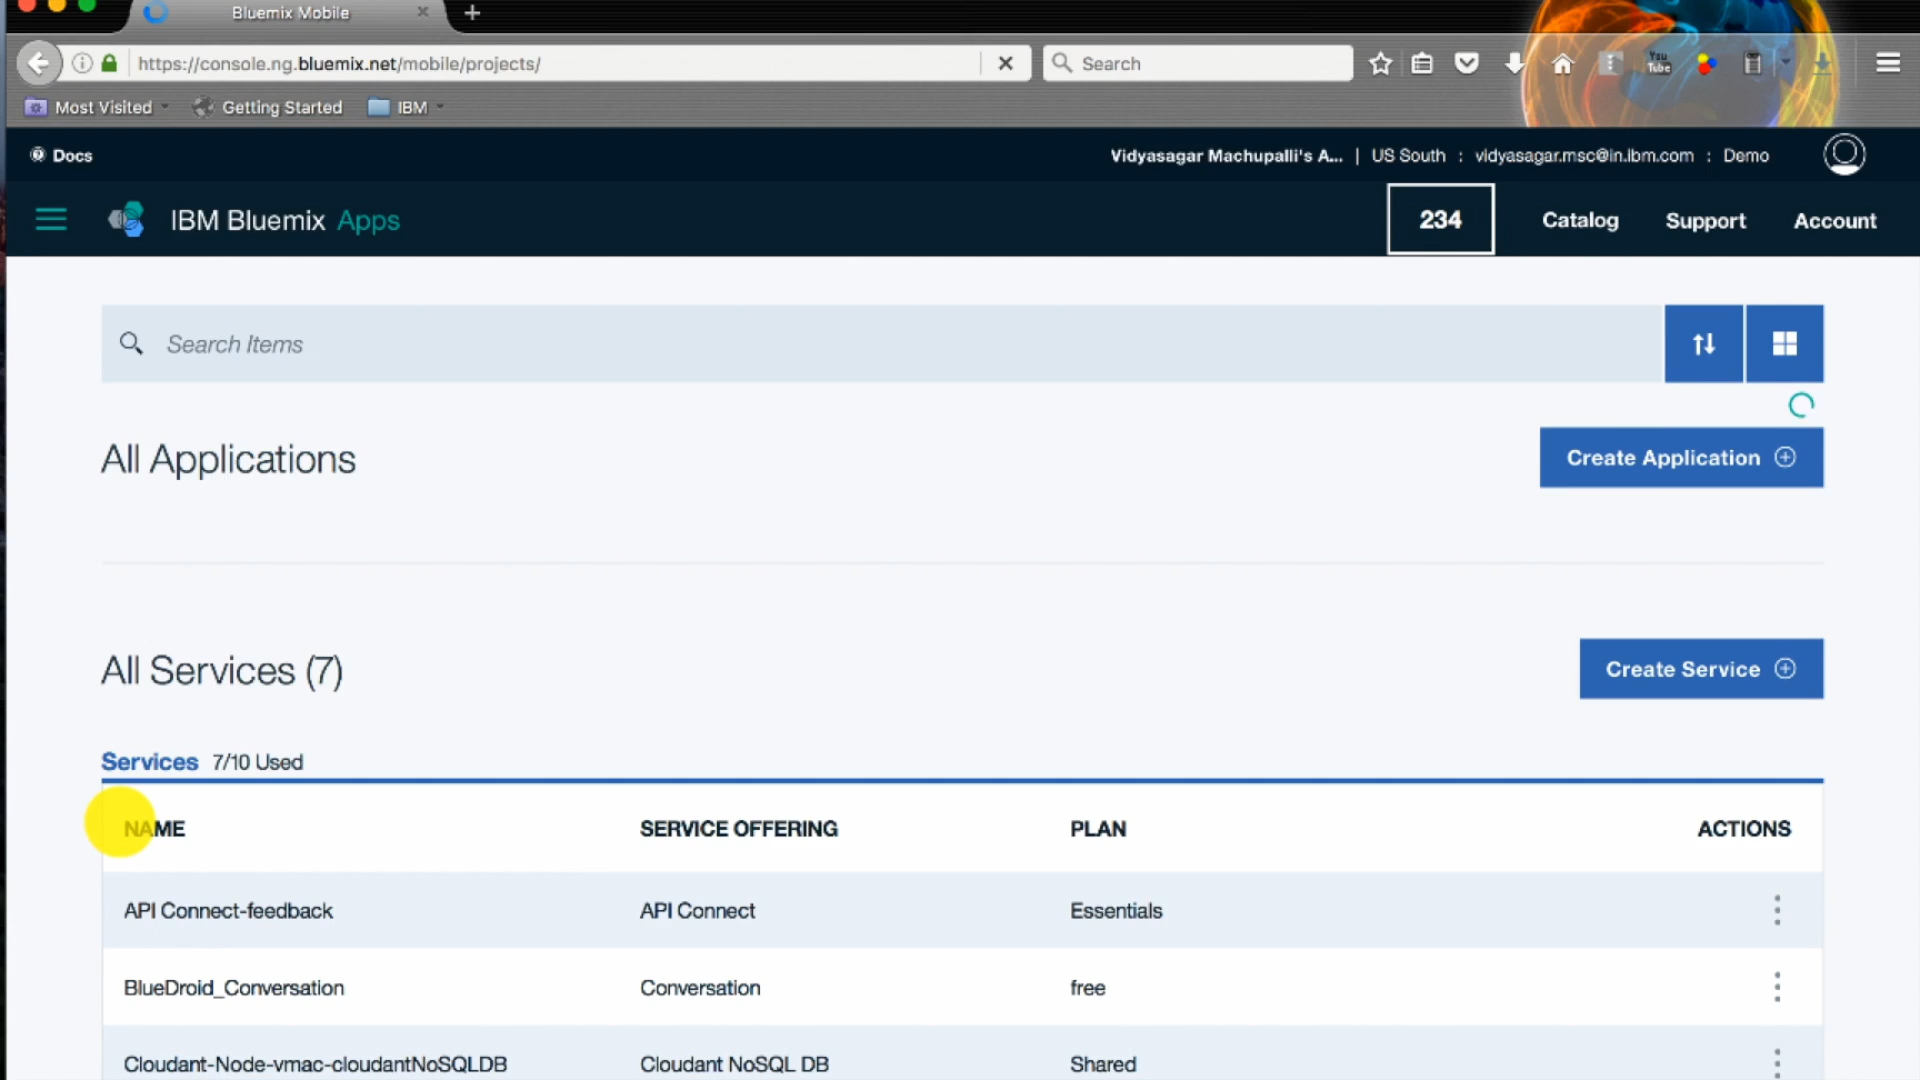 Bluemix Mobile
https://console.ng.bluemix.net/mobile/projects/
Search
You Tube
Most Visited
Getting Started
IBM
Docs
Vidyasagar Machupalli's A... | US South : vidyasagar.msc@in.ibm.com : Demo
IBM Bluemix Apps
234
Catalog
Support
Account
Search Items
All Applications
Create Application
All Services (7)
Create Service
Services 7/10 Used
NAME SERVICE OFFERING PLAN ACTIONS
API Connect-feedback API Connect Essentials
BlueDroid_Conversation Conversation free
Cloudant-Node-vmac-cloudantNoSQLDB Cloudant NoSQL DB Shared